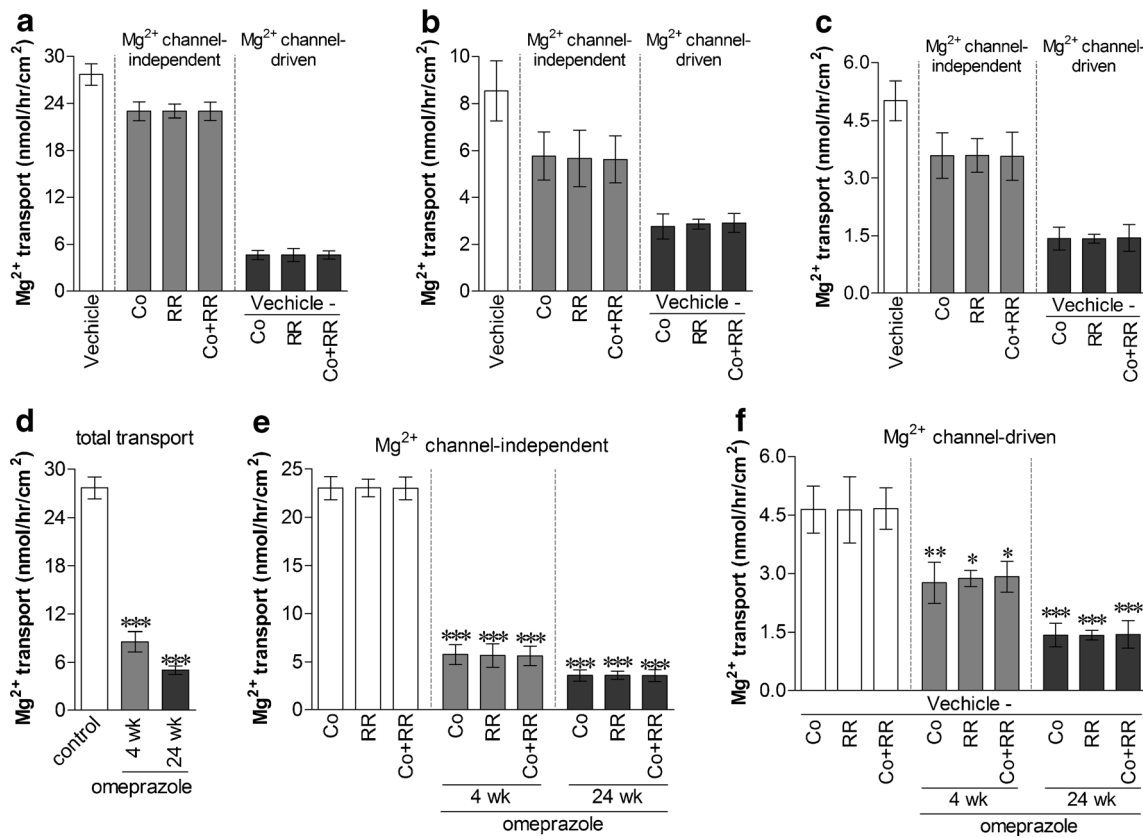 a
Mg²⁺ channel-independent
Mg²⁺ channel-driven
Mg²⁺ transport (nmol/hr/cm²)
30
24
18
12
6
0
Vechicle
Co
RR
Co+RR
Vechicle -
Co
RR
Co+RR
b
Mg²⁺ channel-independent
Mg²⁺ channel-driven
Mg²⁺ transport (nmol/hr/cm²)
10
8
6
4
2
0
Vechicle
Co
RR
Co+RR
Vechicle -
Co
RR
Co+RR
c
Mg²⁺ channel-independent
Mg²⁺ channel-driven
Mg²⁺ transport (nmol/hr/cm²)
6.0
4.5
3.0
1.5
0.0
Vechicle
Co
RR
Co+RR
Vechicle -
Co
RR
Co+RR
d
total transport
Mg²⁺ transport (nmol/hr/cm²)
30
24
18
12
6
0
***
***
control
4 wk
24 wk
omeprazole
e
Mg²⁺ channel-independent
Mg²⁺ transport (nmol/hr/cm²)
25
20
15
10
5
0
*** *** ***
*** *** ***
Co
RR
Co+RR
Co
RR
Co+RR
Co
RR
Co+RR
4 wk
24 wk
omeprazole
f
Mg²⁺ channel-driven
Mg²⁺ transport (nmol/hr/cm²)
6.0
4.5
3.0
1.5
0.0
** * *
*** *** ***
Vechicle -
Co
RR
Co+RR
Co
RR
Co+RR
Co
RR
Co+RR
4 wk
24 wk
omeprazole